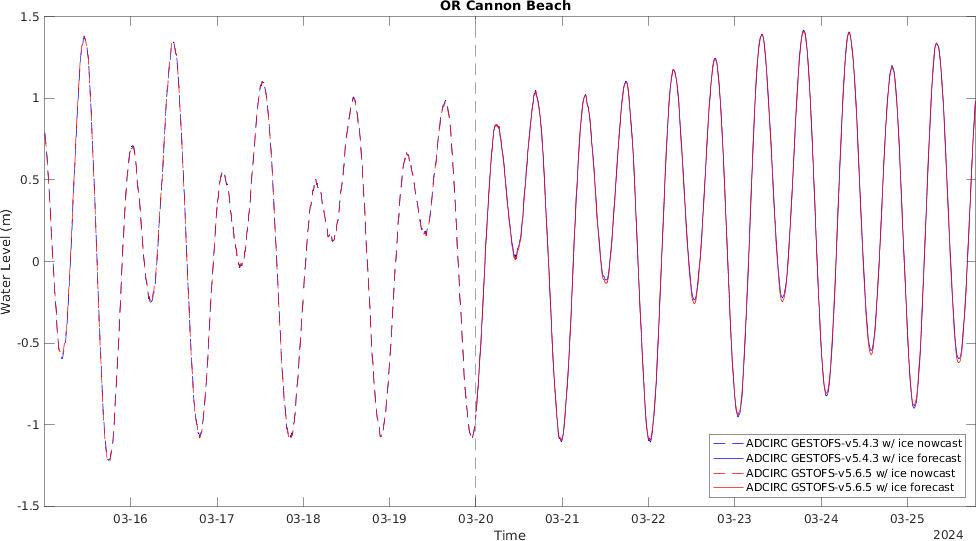 OR Cannon Beach
1.5
1
0.5
0
-0.5
-1
-1.5
Water Level (m)
03-16 03-17 03-18 03-19 03-20 03-21 03-22 03-23 03-24 03-25
Time
2024
ADCIRC GESTOFS-v5.4.3 w/ ice nowcast
ADCIRC GESTOFS-v5.4.3 w/ ice forecast
ADCIRC GSTOFS-v5.6.5 w/ ice nowcast
ADCIRC GSTOFS-v5.6.5 w/ ice forecast